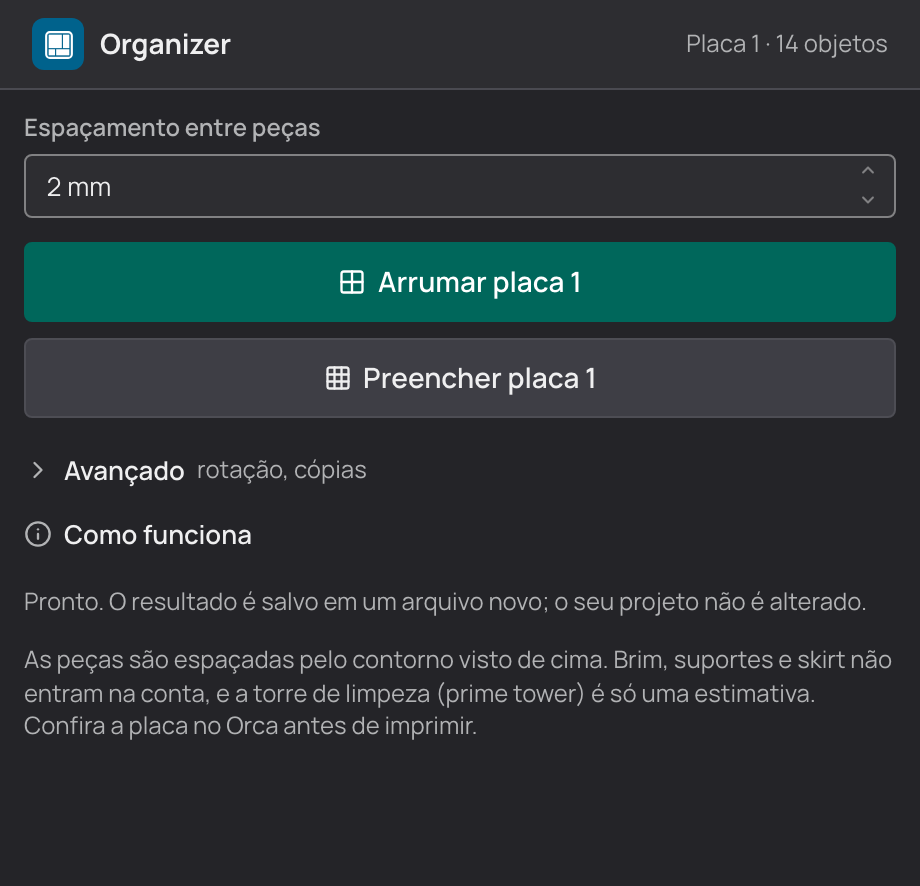 Organizer
Placa 1 · 14 objetos
Espaçamento entre peças
2 mm
Arrumar placa 1
Preencher placa 1
Avançado rotação, cópias
Como funciona
Pronto. O resultado é salvo em um arquivo novo; o seu projeto não é alterado.
As peças são espaçadas pelo contorno visto de cima. Brim, suportes e skirt não
entram na conta, e a torre de limpeza (prime tower) é só uma estimativa.
Confira a placa no Orca antes de imprimir.